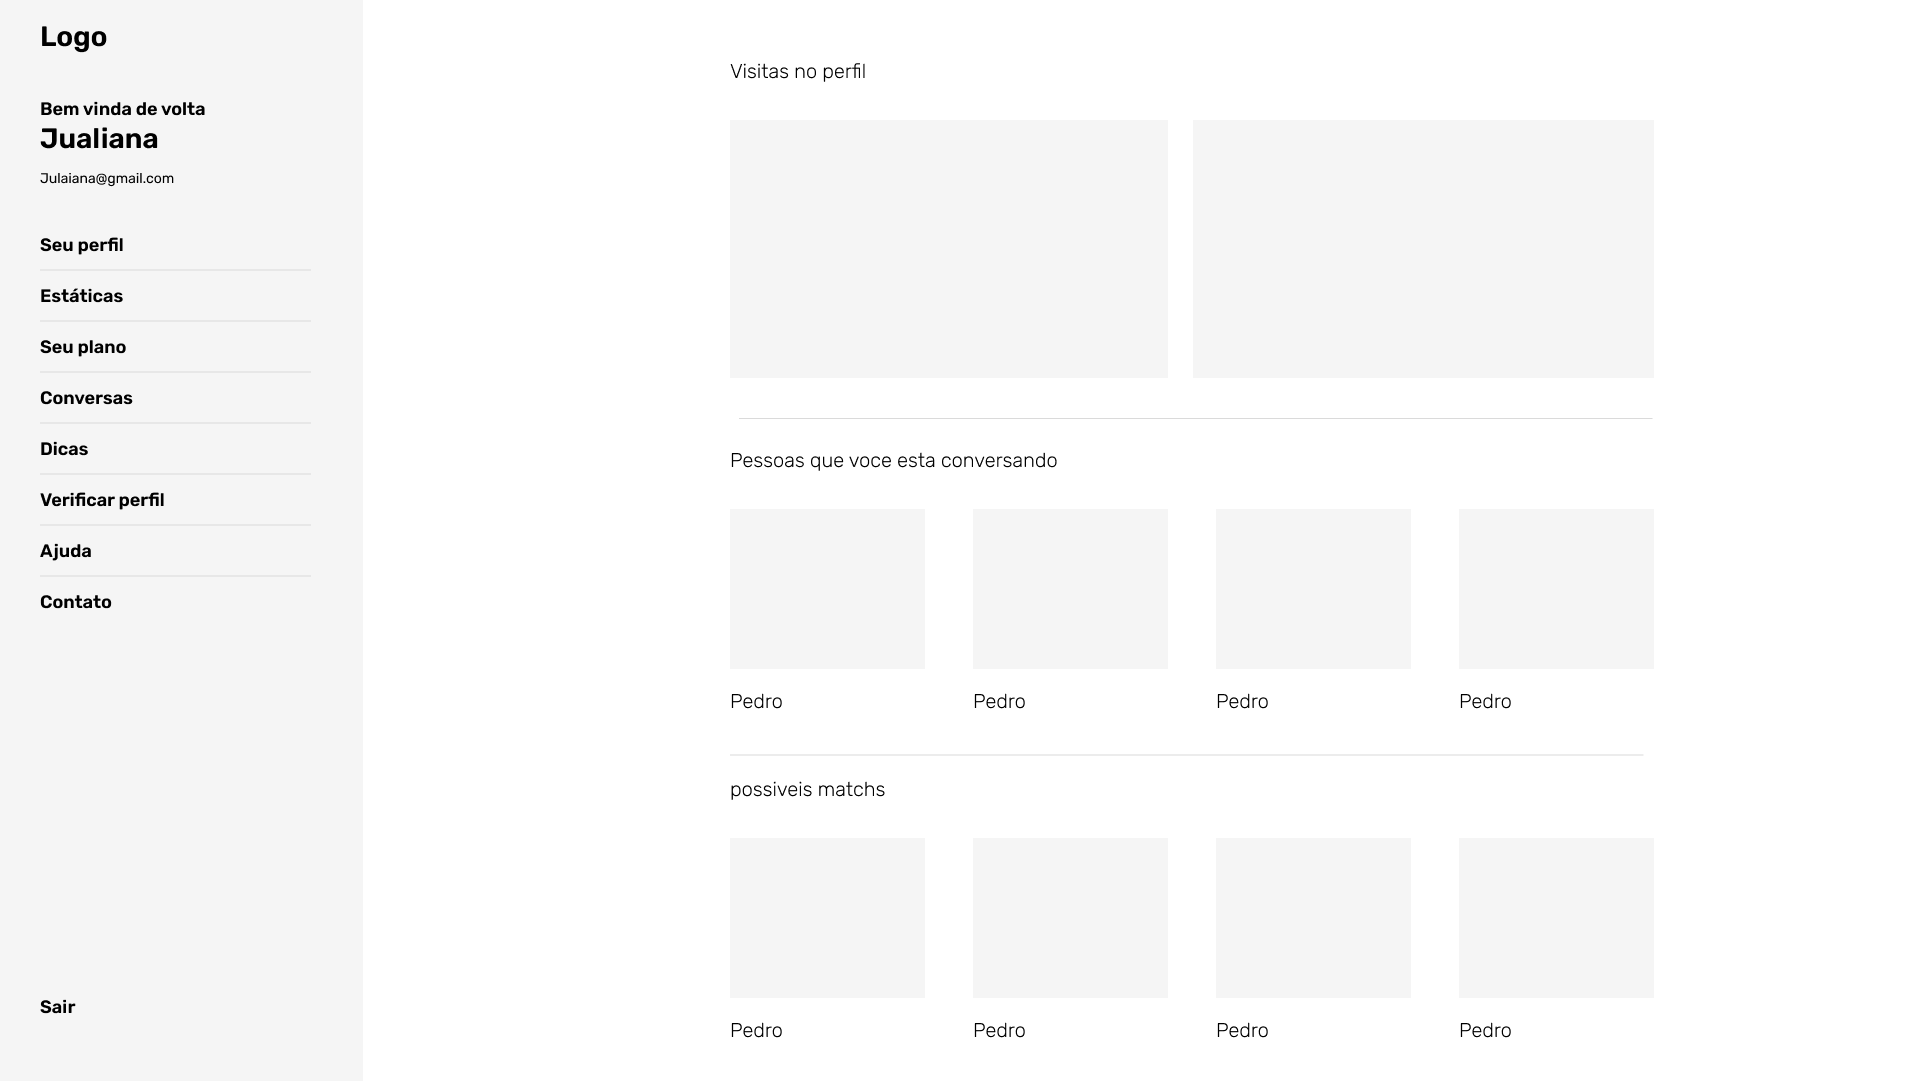 Logo
Bem vinda de volta
Jualiana
Julaiana@gmail.com
Seu perfil
Estáticas
Seu plano
Conversas
Dicas
Verificar perfil
Ajuda
Contato
Sair
Visitas no perfil
Pessoas que voce esta conversando
Pedro Pedro Pedro Pedro
possiveis matchs
Pedro Pedro Pedro Pedro